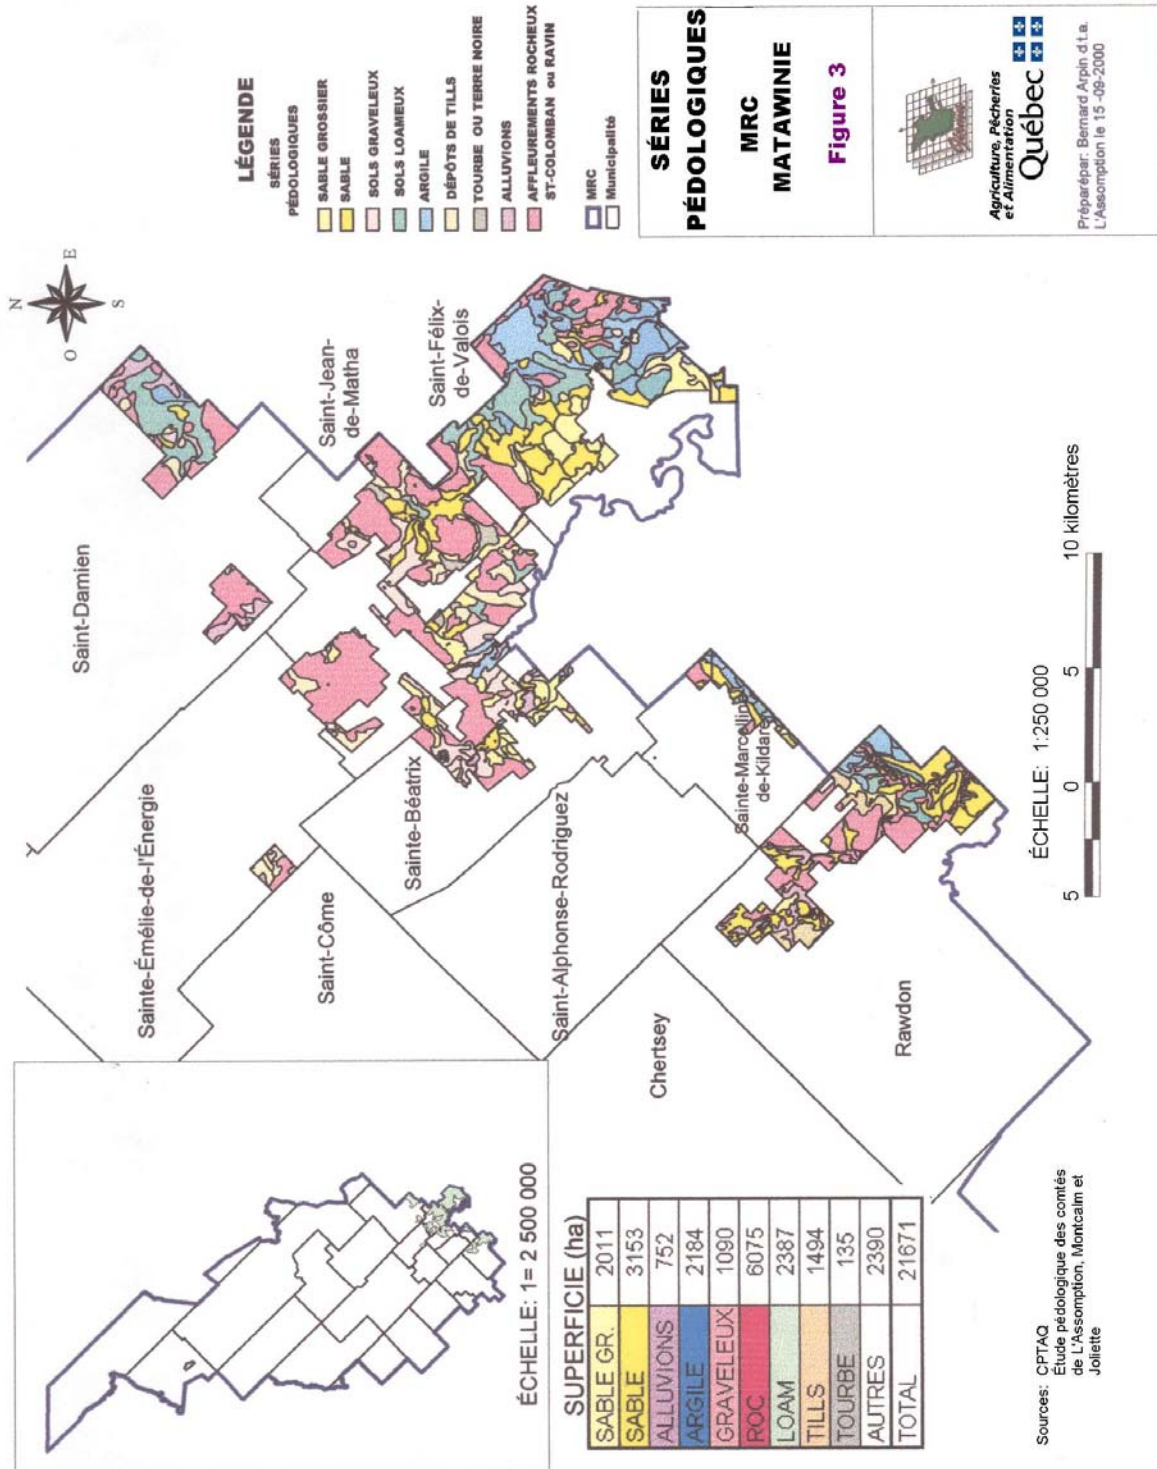 LÉGENDE
SÉRIES
PÉDOLOGIQUES
SABLE GROSSIER
SABLE
SOLS GRAVELEUX
SOLS LOAMEUX
ARGILE
DÉPÔTS DE TILLS
TOURBE OU TERRE NOIRE
ALLUVIONS
AFFLEUREMENTS ROCHEUX
ST-COLOMBAN ou RAVIN
MRC
Municipalité
SÉRIES
PÉDOLOGIQUES
MRC
MATAWINIE
Figure 3
Agriculture, Pêcheries
et Alimentation
Québec
Prépárépar: Bernard Arpin d.t.a.
L'Assomption le 15 -09-2000
N
O
E
S
Saint-Damien
Saint-Jean-
de-Matha
Saint-Félix-
de-Valois
Sainte-Émélie-de-l'Énergie
Saint-Côme
Sainte-Béatrix
Saint-Alphonse-Rodriguez
Sainte-Marcelline
de-Kildare
Chertsey
Rawdon
ÉCHELLE: 1:250 000
5 0 5 10 kilomètres
ÉCHELLE: 1= 2 500 000
SUPERFICIE (ha)
SABLE GR. 2011
SABLE 3153
ALLUVIONS 752
ARGILE 2184
GRAVELEUX 1090
ROC 6075
LOAM 2387
TILLS 1494
TOURBE 135
AUTRES 2390
TOTAL 21671
Sources: CPTAQ
Étude pédologique des comtés
de L'Assomption, Montcalm et
Joliette